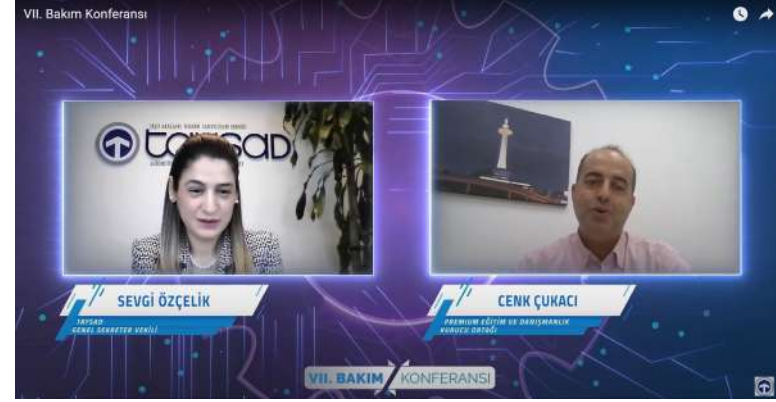 VII. Bakım Konferansı
TAYSAD
SEVGİ ÖZÇELİK
TAYSAD
GENEL SEKRETER VEKİLİ
CENK ÇUKACI
PREMIUM EĞİTİM VE DANIŞMANLIK
KURUCU ORTAĞI
VII. BAKIM KONFERANSI